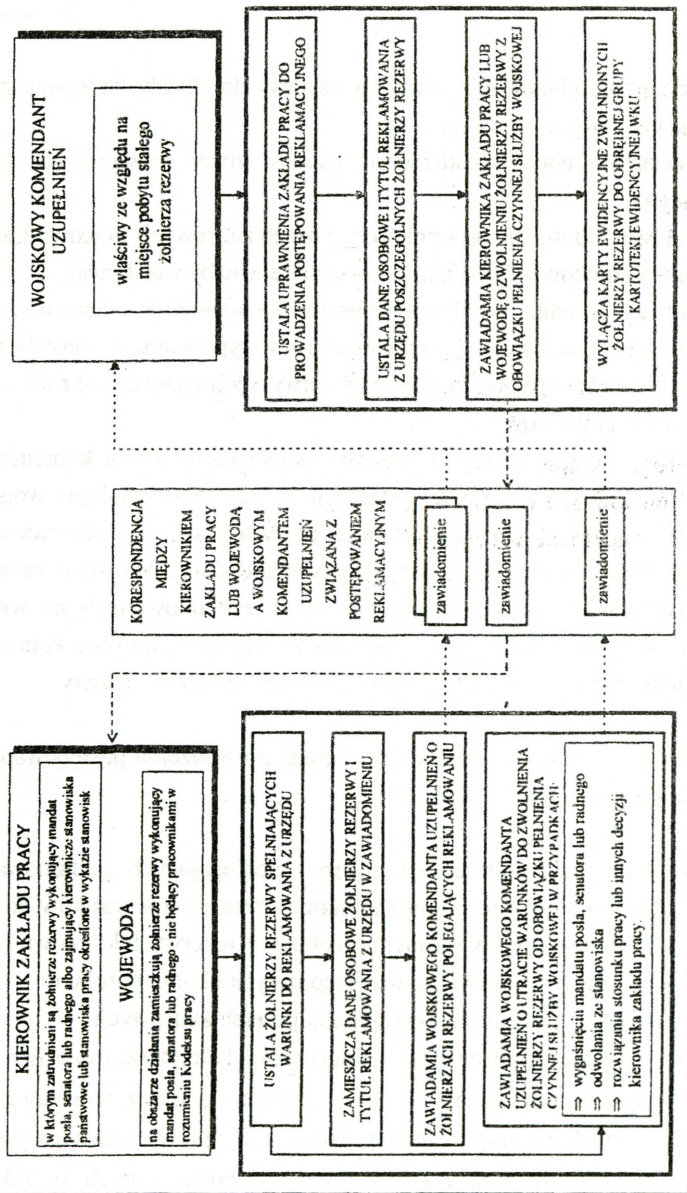 KIEROWNIK ZAKŁADU PRACY
w którym zatrudnieni są żołnierze rezerwy wykonujący mandat
posła, senatora lub radnego albo zajmujący kierownicze stanowiska
państwowe lub stanowiska pracy określone w wykazie stanowisk
WOJEWODA
na obszarze działania zamieszkują żołnierze rezerwy wykonujący
mandat posła, senatora lub radnego - nie będący pracownikami w
rozumieniu Kodeksu pracy
USTALA ŻOŁNIERZY REZERWY SPEŁNIAJĄCYCH
WARUNKI DO REKLAMOWANIA Z URZĘDU
ZAMIESZCZA DANE OSOBOWE ŻOŁNIERZY REZERWY I
TYTUŁ REKLAMOWANIA Z URZĘDU W ZAWIADOMIENIU
ZAWIADAMIA WOJSKOWEGO KOMENDANTA UZUPEŁNIEŃ O
ŻOŁNIERZACH REZERWY POLEGAJĄCYCH REKLAMOWANIU
ZAWIADAMIA WOJSKOWEGO KOMENDANTA
UZUPEŁNIEŃ O UTRACIE WARUNKÓW DO ZWOLNIENIA
ŻOŁNIERZY REZERWY OD OBOWIĄZKU PEŁNIENIA
CZYNNEJ SŁUŻBY WOJSKOWEJ W PRZYPADKACH:
⇒ wygaśnięcia mandatu posła, senatora lub radnego
⇒ odwołania ze stanowiska
⇒ rozwiązania stosunku pracy lub innych decyzji
kierownika zakładu pracy
KORESPONDENCJA
MIĘDZY
KIEROWNIKIEM
ZAKŁADU PRACY
LUB WOJEWODĄ
A WOJSKOWYM
KOMENDANTEM
UZUPEŁNIEŃ
ZWIĄZANA Z
POSTĘPOWANIEM
REKLAMACYJNYM
zawiadomienie
zawiadomienie
zawiadomienie
WOJSKOWY KOMENDANT
UZUPEŁNIEŃ
właściwy ze względu na
miejsce pobytu stałego
żołnierza rezerwy
USTALA UPRAWNIENIA ZAKŁADU PRACY DO
PROWADZENIA POSTĘPOWANIA REKLAMACYJNEGO
USTALA DANE OSOBOWE I TYTUŁ REKLAMOWANIA
Z URZĘDU POSZCZEGÓLNYCH ŻOŁNIERZY REZERWY
ZAWIADAMIA KIEROWNIKA ZAKŁADU PRACY LUB
WOJEWODĘ O ZWOLNIENIU ŻOŁNIERZY REZERWY Z
OBOWIĄZKU PEŁNIENIA CZYNNEJ SŁUŻBY WOJSKOWEJ
WYŁĄCZA KARTY EWIDENCYJNE ZWOLNIONYCH
ŻOŁNIERZY REZERWY DO ODRĘBNEJ GRUPY
KARTOTEKI EWIDENCYJNEJ WKU